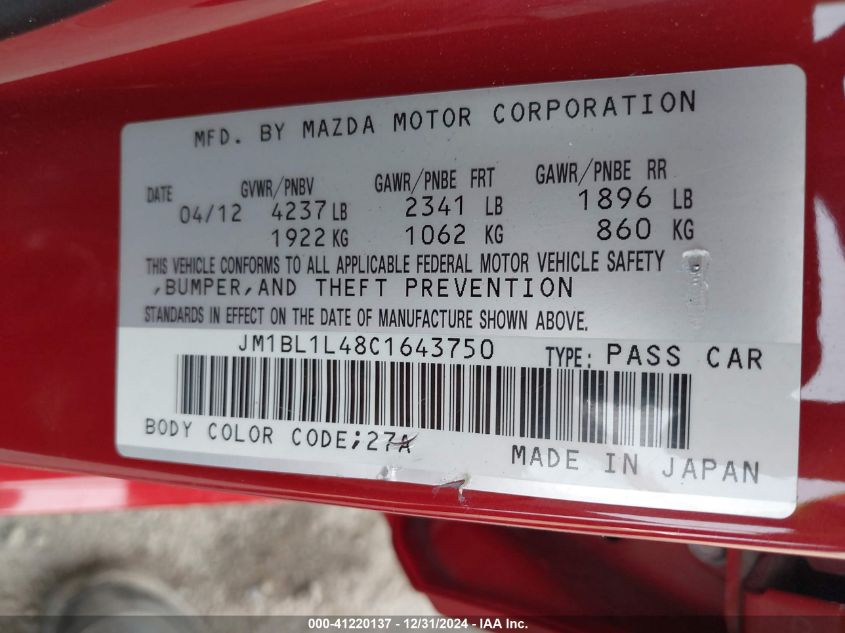 MFD. BY MAZDA MOTOR CORPORATION
DATE GVWR/PNBV GAWR/PNBE FRT GAWR/PNBE RR
04/12 4237 LB 2341 LB 1896 LB
1922 KG 1062 KG 860 KG
THIS VEHICLE CONFORMS TO ALL APPLICABLE FEDERAL MOTOR VEHICLE SAFETY
,BUMPER,AND THEFT PREVENTION
STANDARDS IN EFFECT ON THE DATE OF MANUFACTURE SHOWN ABOVE.
JM1BL1L48C1643750 TYPE: PASS CAR
BODY COLOR CODE;27A
MADE IN JAPAN
000-41220137 - 12/31/2024 - IAA Inc.